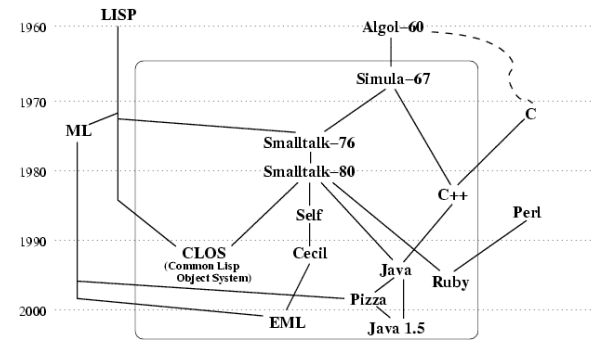 LISP
1960
Algol–60
Simula–67
1970
C
ML
Smalltalk–76
1980
Smalltalk–80
C++
Self
Perl
1990
CLOS
(Common Lisp
Object System)
Cecil
Java
Ruby
Pizza
2000
EML
Java 1.5